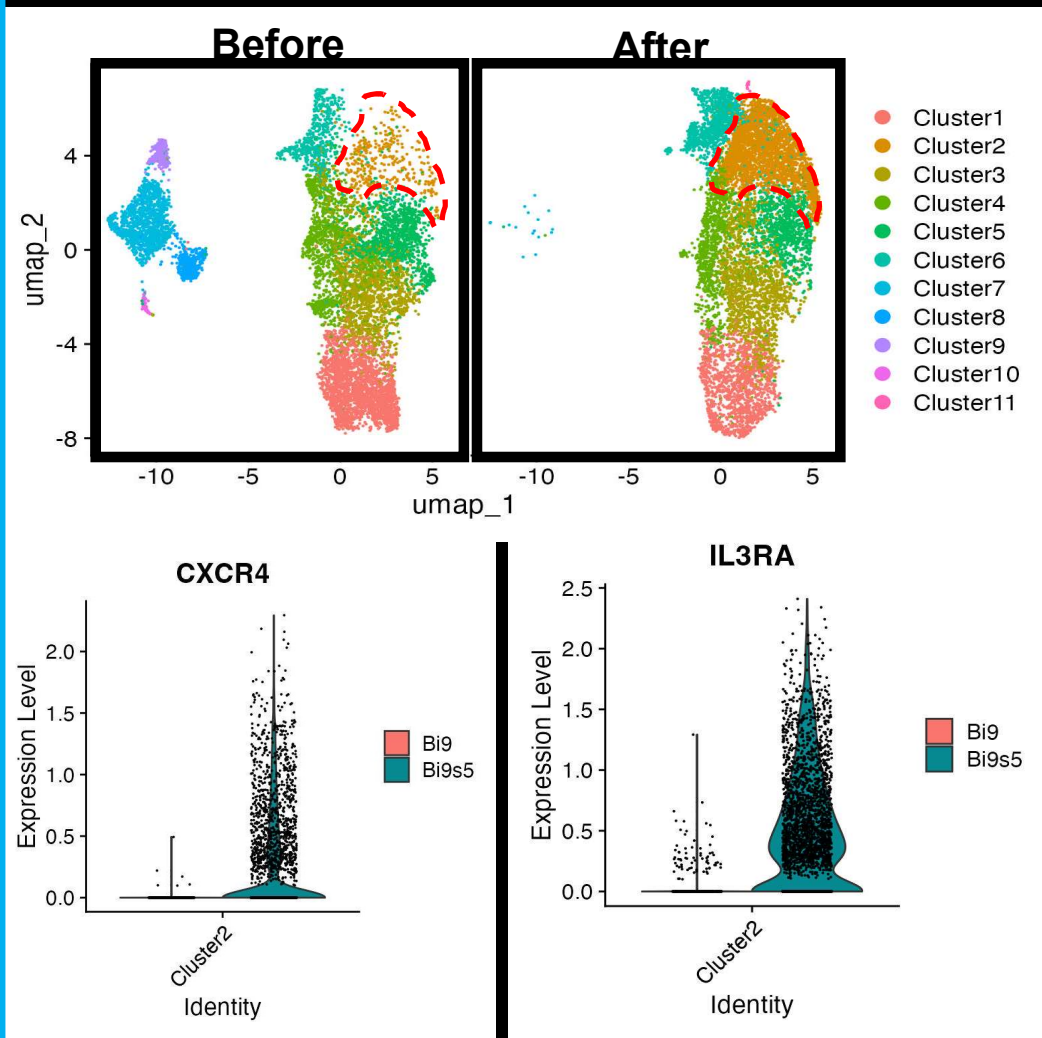 Before After
umap_2
4
0
-4
-8
-10 -5 0 5 -10 -5 0 5
umap_1
Cluster1
Cluster2
Cluster3
Cluster4
Cluster5
Cluster6
Cluster7
Cluster8
Cluster9
Cluster10
Cluster11
CXCR4
Expression Level
2.0
1.5
1.0
0.5
0.0
Cluster2
Identity
Bi9
Bi9s5
IL3RA
Expression Level
2.5
2.0
1.5
1.0
0.5
0.0
Cluster2
Identity
Bi9
Bi9s5